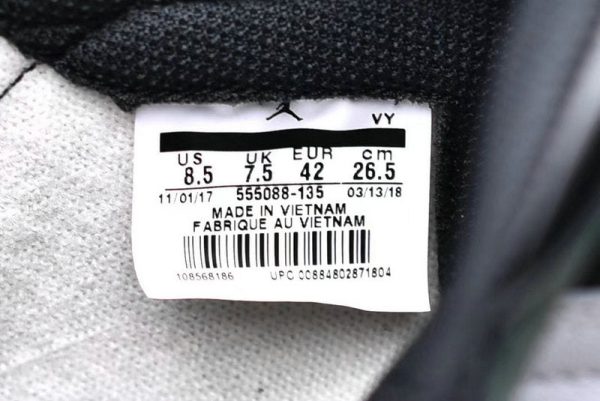 VY
US UK EUR cm
8.5 7.5 42 26.5
11/01/17 555088-135 03/13/18
MADE IN VIETNAM
FABRIQUE AU VIETNAM
108568186 UPC 00884802871804